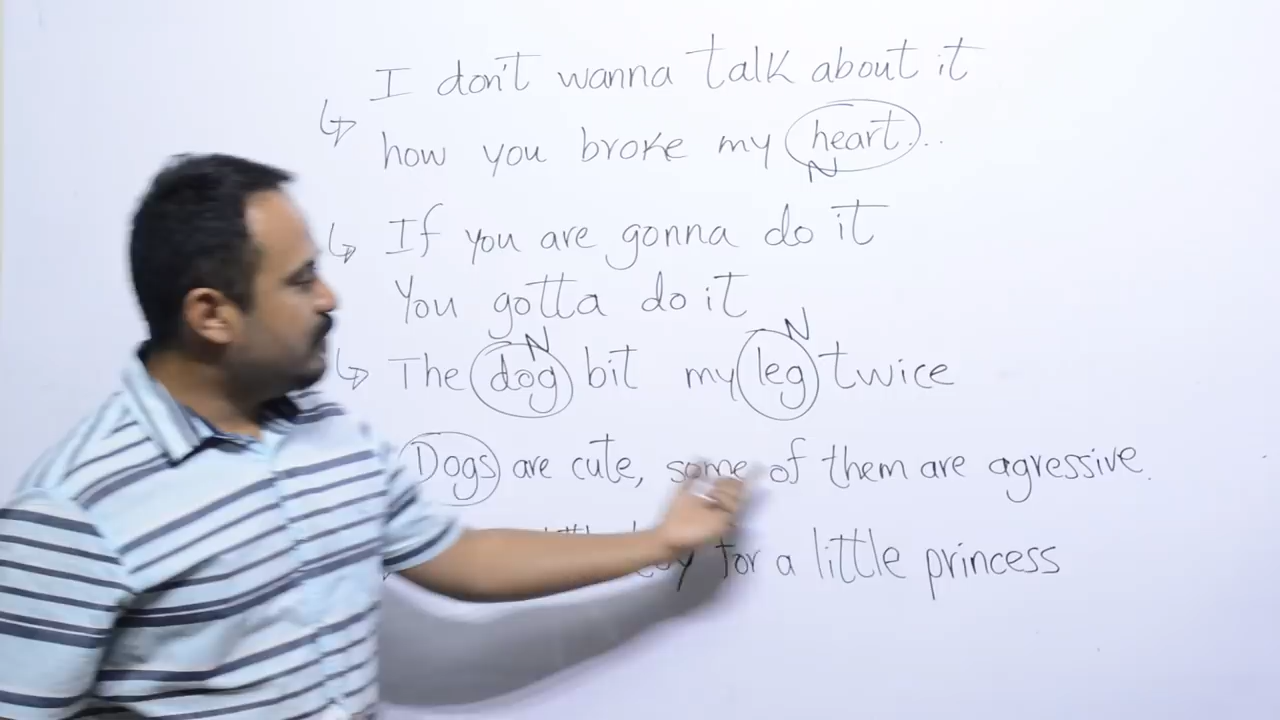 I don't wanna talk about it
how you broke my heart...
N
If you are gonna do it
You gotta do it
N N
The dog bit my leg twice
Dogs are cute, some of them are agressive.
for a little princess